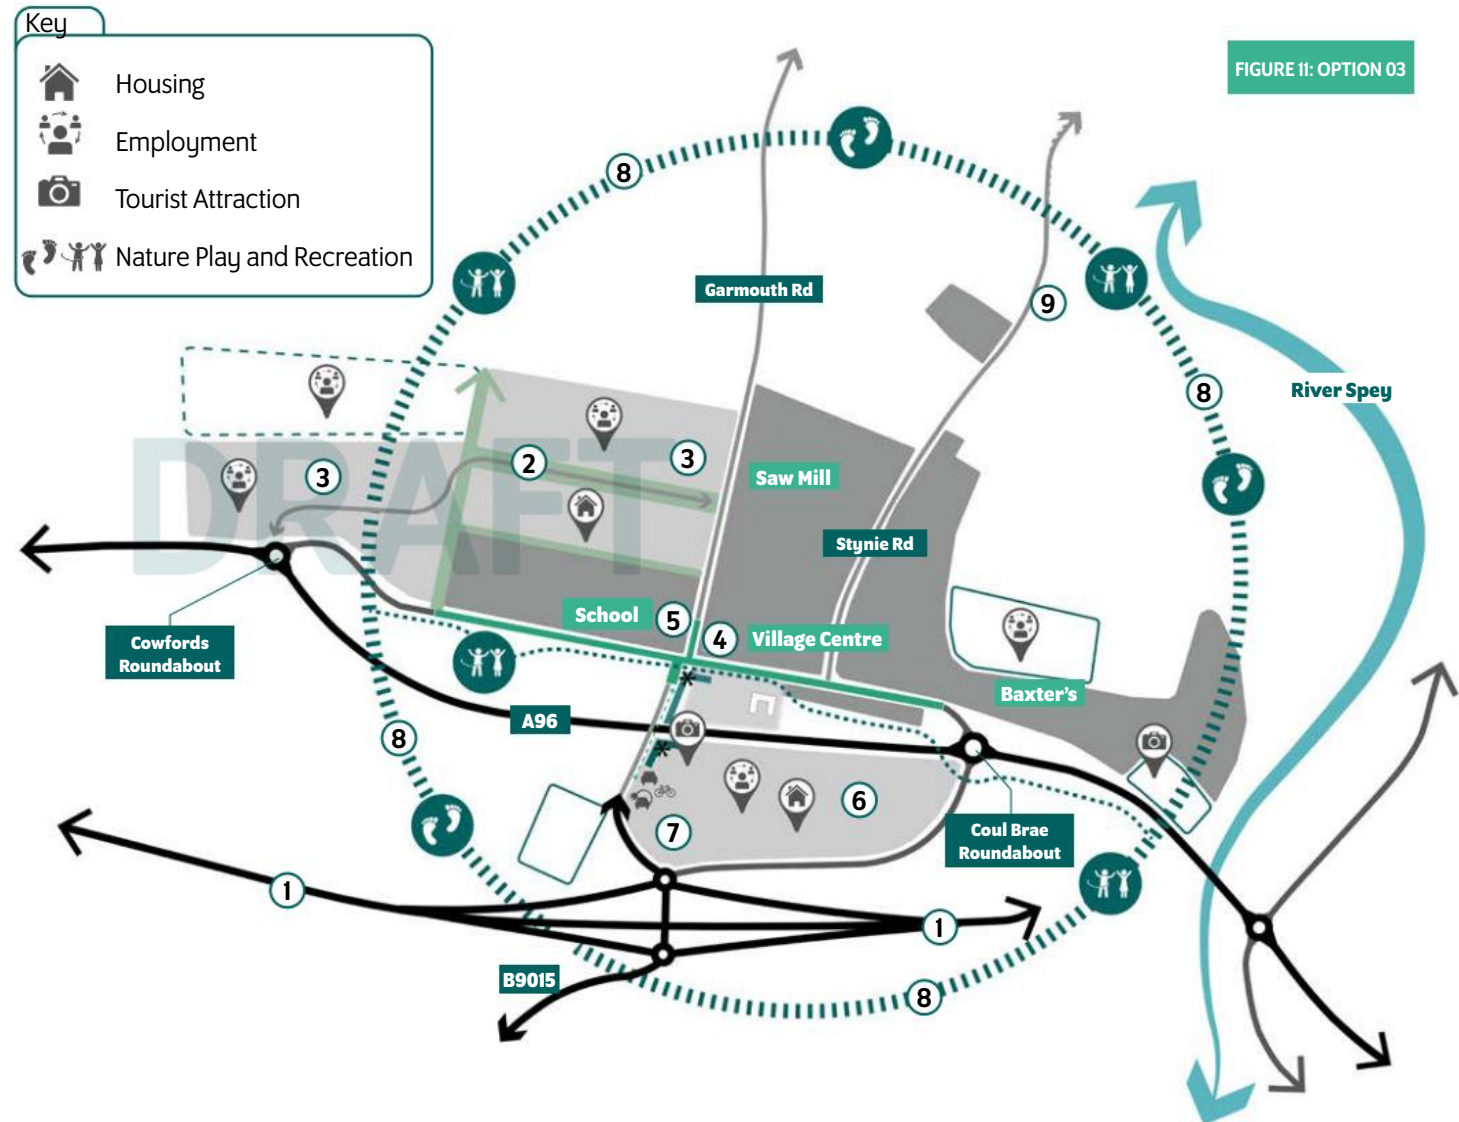 Key
Housing
Employment
Tourist Attraction
Nature Play and Recreation
FIGURE 11: OPTION 03
8
Garmouth Rd
9
8
River Spey
DRAFT
3
2
3
Saw Mill
Stynie Rd
School
5
4
Village Centre
Cowfords
Roundabout
Baxter's
A96
8
6
7
Coul Brae
Roundabout
1
1
B9015
8